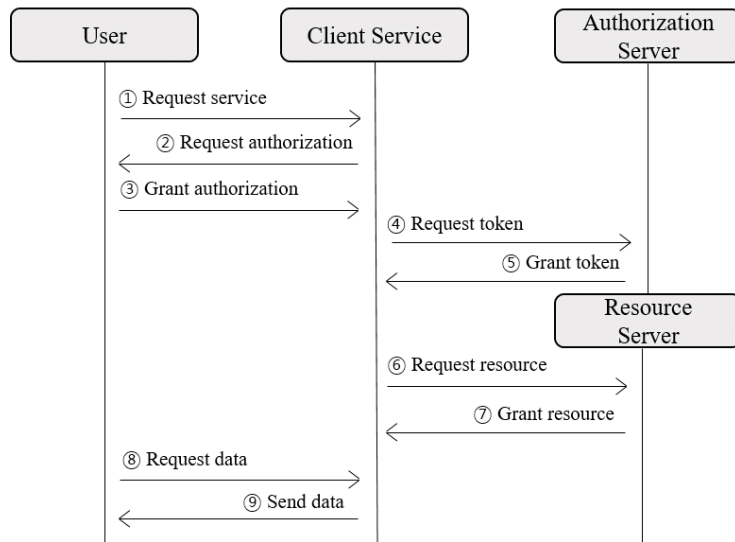 User
Client Service
Authorization
Server
① Request service
② Request authorization
③ Grant authorization
④ Request token
⑤ Grant token
Resource
Server
⑥ Request resource
⑦ Grant resource
⑧ Request data
⑨ Send data